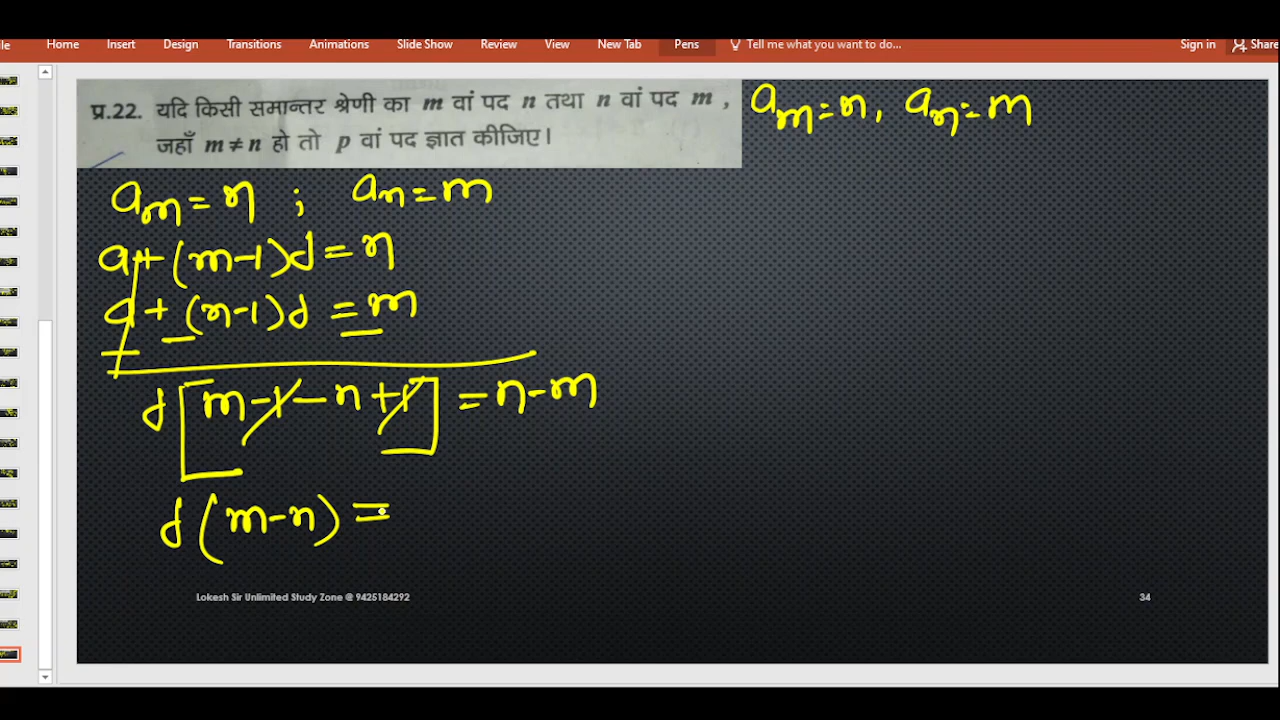 Home Insert Design Transitions Animations Slide Show Review View New Tab Pens Tell me what you want to do... Sign in Share
प्र.22. यदि किसी समान्तर श्रेणी का m वां पद n तथा n वां पद m ,
जहाँ m ≠ n हो तो p वां पद ज्ञात कीजिए।
aₘ = n, aₙ = m
aₘ = n ; aₙ = m
a + (m-1)d = n
a + (n-1)d = m
d[m-1-n+1] = n-m
d(m-n) =
Lokesh Sir Unlimited Study Zone @ 9425184292
34